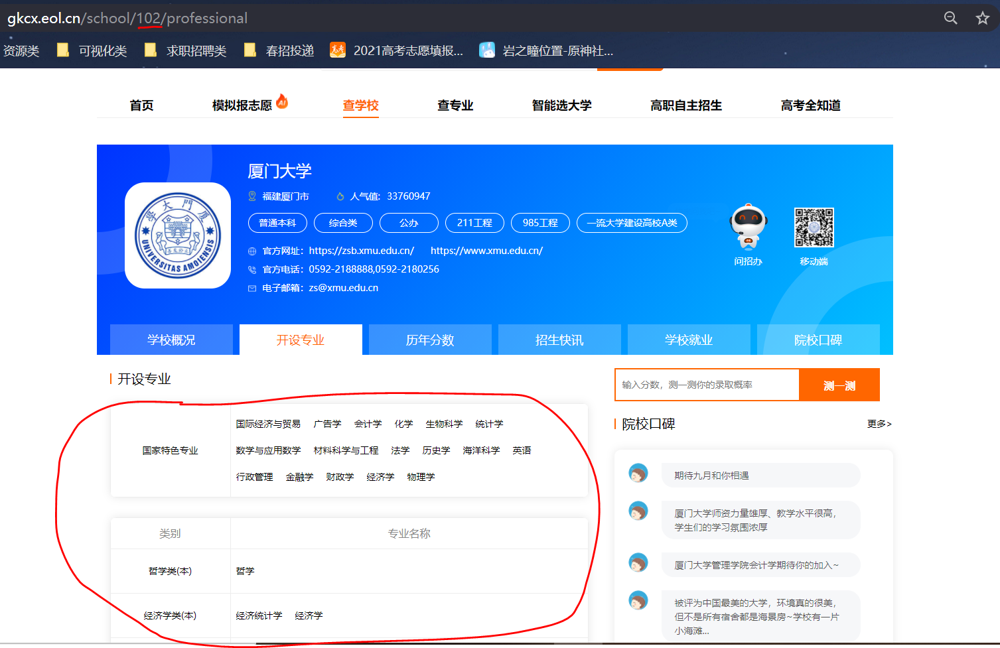 gkcx.eol.cn/school/102/professional
资源类 可视化类 求职招聘类 春招投递 高考 2021高考志愿填报... 岩之瞳位置-原神社...
首页 模拟报志愿 AI 查学校 查专业 智能选大学 高职自主招生 高考全知道
厦门大学
福建厦门市 人气值: 33760947
普通本科 综合类 公办 211工程 985工程 一流大学建设高校A类
官方网址: https://zsb.xmu.edu.cn/ https://www.xmu.edu.cn/
官方电话: 0592-2188888,0592-2180256
电子邮箱: zs@xmu.edu.cn
學大門厦
UNIVERSITAS AMOIENSIS
问招办 移动端
学校概况 开设专业 历年分数 招生快讯 学校就业 院校口碑
开设专业
国家特色专业
国际经济与贸易 广告学 会计学 化学 生物科学 统计学
数学与应用数学 材料科学与工程 法学 历史学 海洋科学 英语
行政管理 金融学 财政学 经济学 物理学
类别 专业名称
哲学类(本) 哲学
经济学类(本) 经济统计学 经济学
输入分数，测一测你的录取概率 测一测
院校口碑 更多>
期待九月和你相遇
厦门大学师资力量雄厚、教学水平很高，
学生们的学习氛围浓厚
厦门大学管理学院会计学期待你的加入~
被评为中国最美的大学，环境真的很美，
但不是所有宿舍都是海景房~学校有一片
小海滩...